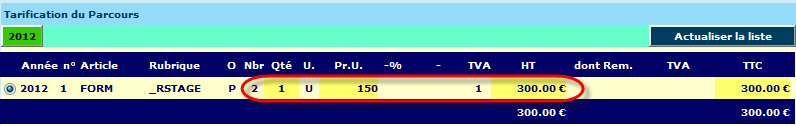 Tarification du Parcours
2012 Actualiser la liste
Année n° Article Rubrique O Nbr Qté U. Pr.U. -% - TVA HT dont Rem. TVA TTC
2012 1 FORM _RSTAGE P 2 1 U 150 1 300.00 € 300.00 €
300.00 € 300.00 €